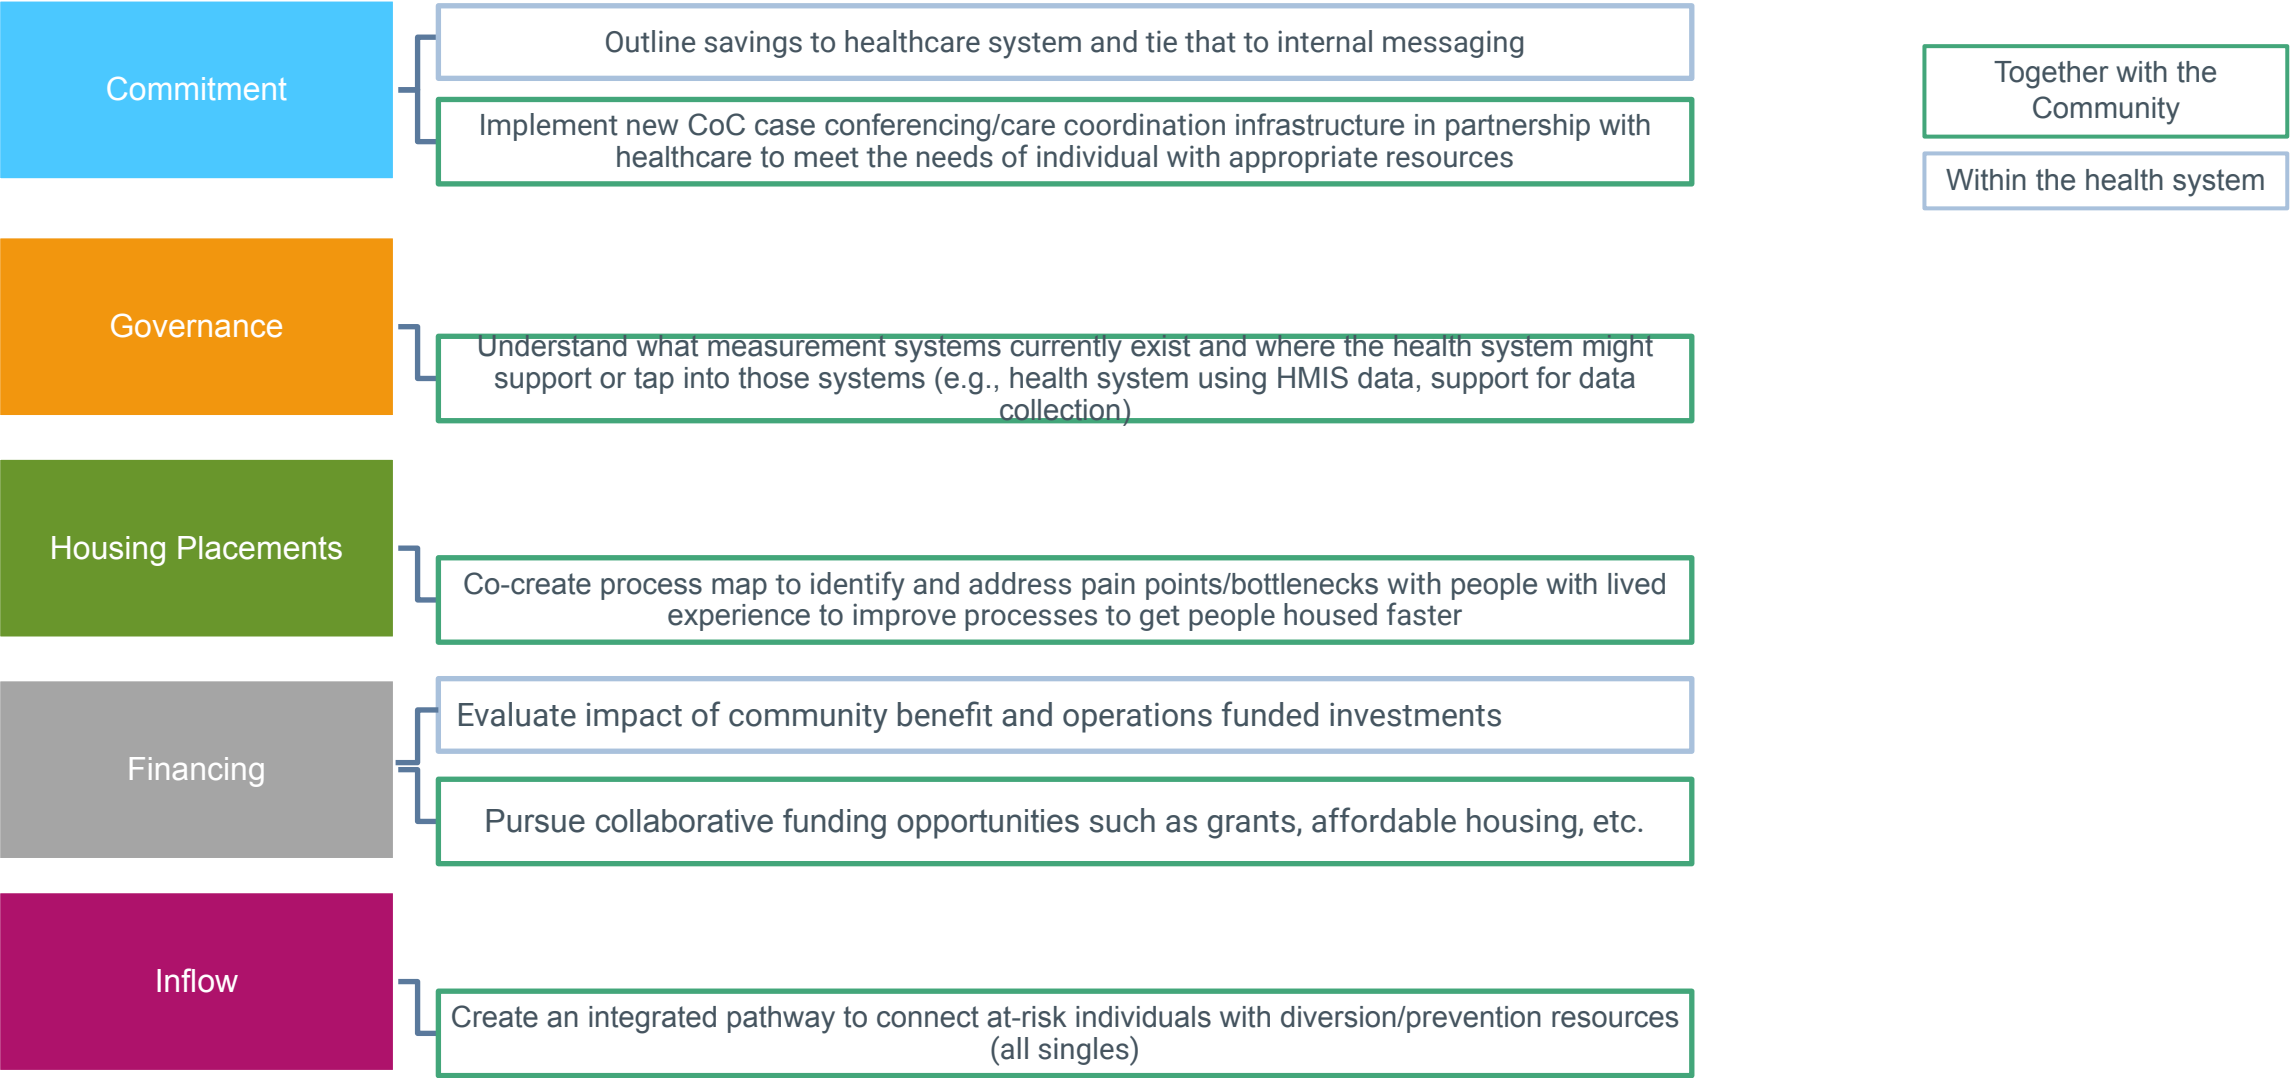 Commitment
Outline savings to healthcare system and tie that to internal messaging
Implement new CoC case conferencing/care coordination infrastructure in partnership with
healthcare to meet the needs of individual with appropriate resources
Together with the
Community
Within the health system
Governance
Understand what measurement systems currently exist and where the health system might
support or tap into those systems (e.g., health system using HMIS data, support for data
collection)
Housing Placements
Co-create process map to identify and address pain points/bottlenecks with people with lived
experience to improve processes to get people housed faster
Financing
Evaluate impact of community benefit and operations funded investments
Pursue collaborative funding opportunities such as grants, affordable housing, etc.
Inflow
Create an integrated pathway to connect at-risk individuals with diversion/prevention resources
(all singles)